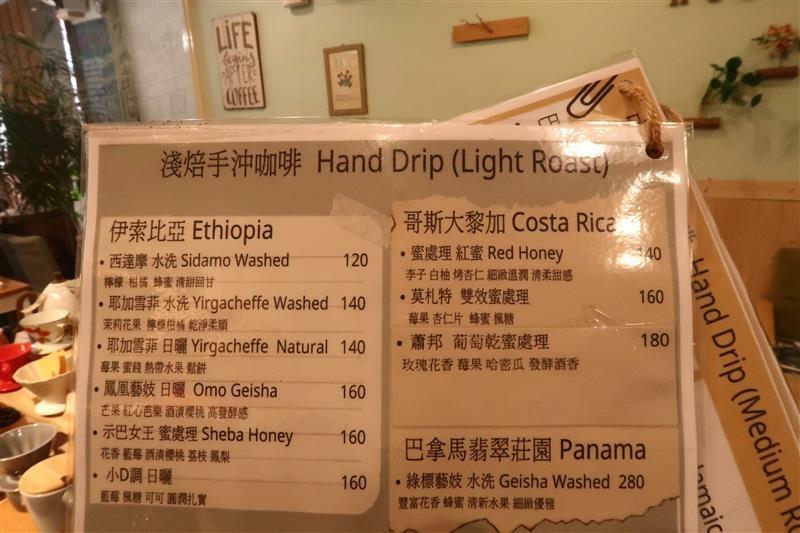 LiFE
begins
AFTER
COFFEE
淺焙手沖咖啡 Hand Drip (Light Roast)
伊索比亞 Ethiopia
• 西達摩 水洗 Sidamo Washed 120
檸檬 柑橘 蜂蜜 清甜回甘
• 耶加雪菲 水洗 Yirgacheffe Washed 140
茉莉花果 檸檬柑橘 乾淨柔順
• 耶加雪菲 日曬 Yirgacheffe Natural 140
莓果 蜜餞 熱帶水果 鬆餅
• 鳳凰藝妓 日曬 Omo Geisha 160
芒果 紅心芭樂 酒漬櫻桃 高發酵感
• 示巴女王 蜜處理 Sheba Honey 160
花香 藍莓 酒漬櫻桃 荔枝 鳳梨
• 小D調 日曬 160
藍莓 楓糖 可可 圓潤扎實
哥斯大黎加 Costa Rica
• 蜜處理 紅蜜 Red Honey 140
李子 白柚 烤杏仁 細緻溫潤 清柔甜感
• 莫札特 雙效蜜處理 160
莓果 杏仁片 蜂蜜 楓糖
• 蕭邦 葡萄乾蜜處理 180
玫瑰花香 莓果 哈密瓜 發酵酒香
巴拿馬翡翠莊園 Panama
• 綠標藝妓 水洗 Geisha Washed 280
豐富花香 蜂蜜 清新水果 細緻優雅
Hand Drip (Medium Ro
Jamaic